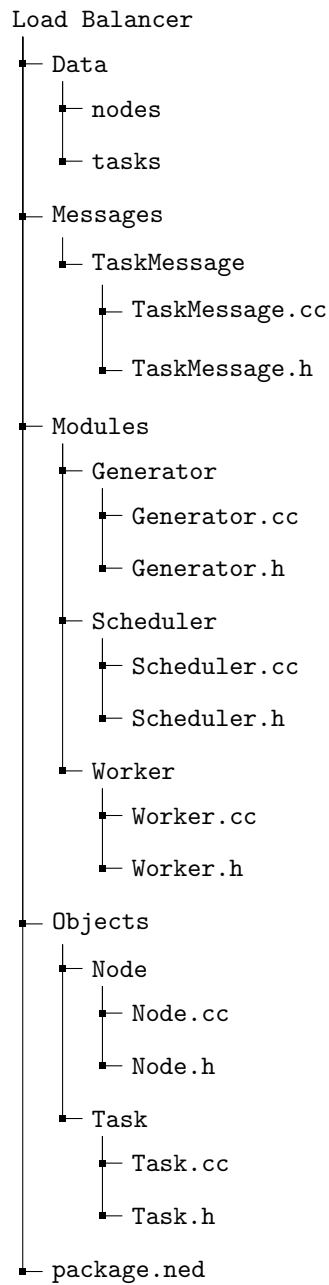 Load Balancer
Data
nodes
tasks
Messages
TaskMessage
TaskMessage.cc
TaskMessage.h
Modules
Generator
Generator.cc
Generator.h
Scheduler
Scheduler.cc
Scheduler.h
Worker
Worker.cc
Worker.h
Objects
Node
Node.cc
Node.h
Task
Task.cc
Task.h
package.ned